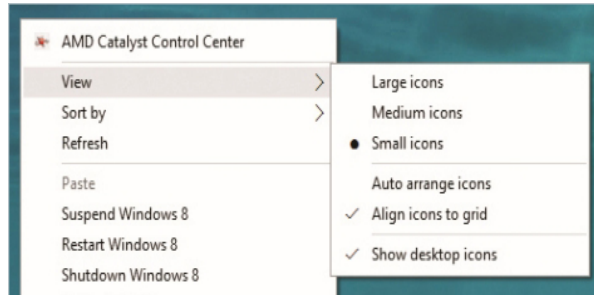 AMD Catalyst Control Center
View
Sort by
Refresh
Paste
Suspend Windows 8
Restart Windows 8
Shutdown Windows 8
Large icons
Medium icons
Small icons
Auto arrange icons
Align icons to grid
Show desktop icons